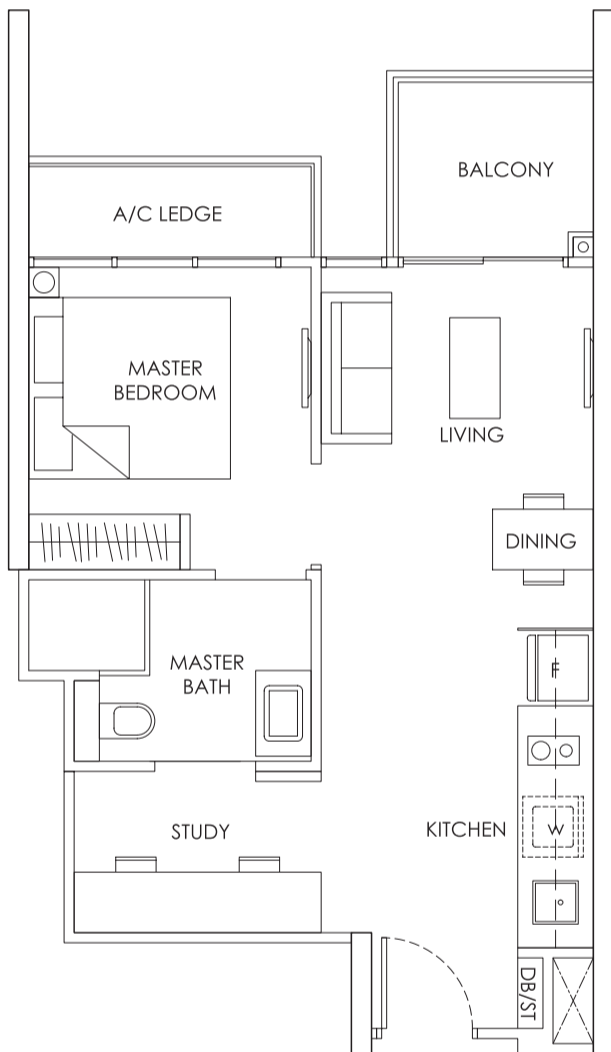 BALCONY
A/C LEDGE
MASTER
BEDROOM
LIVING
DINING
MASTER
BATH
F
STUDY
KITCHEN
W
DB/ST